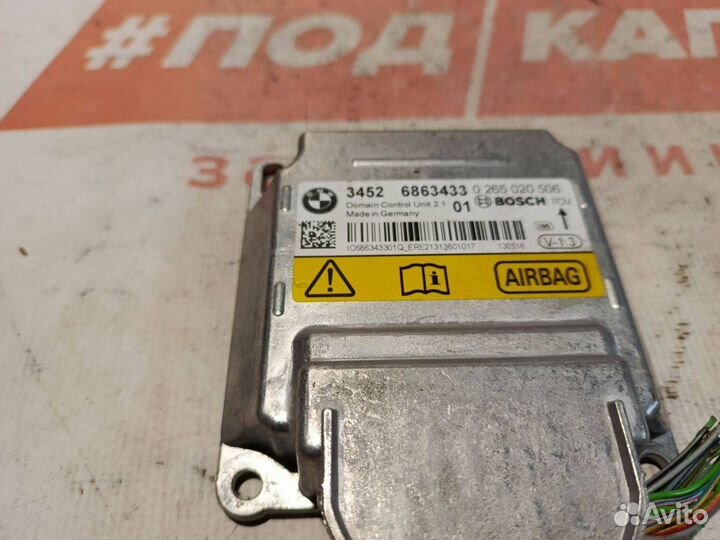 #ПОД КАП
3452 6863433 0 265 020 506
Domain Control Unit 2.1 01 BOSCH
Made in Germany
IC686343301Q_ERE21313601017 130516
V-1.3
AIRBAG
Avito